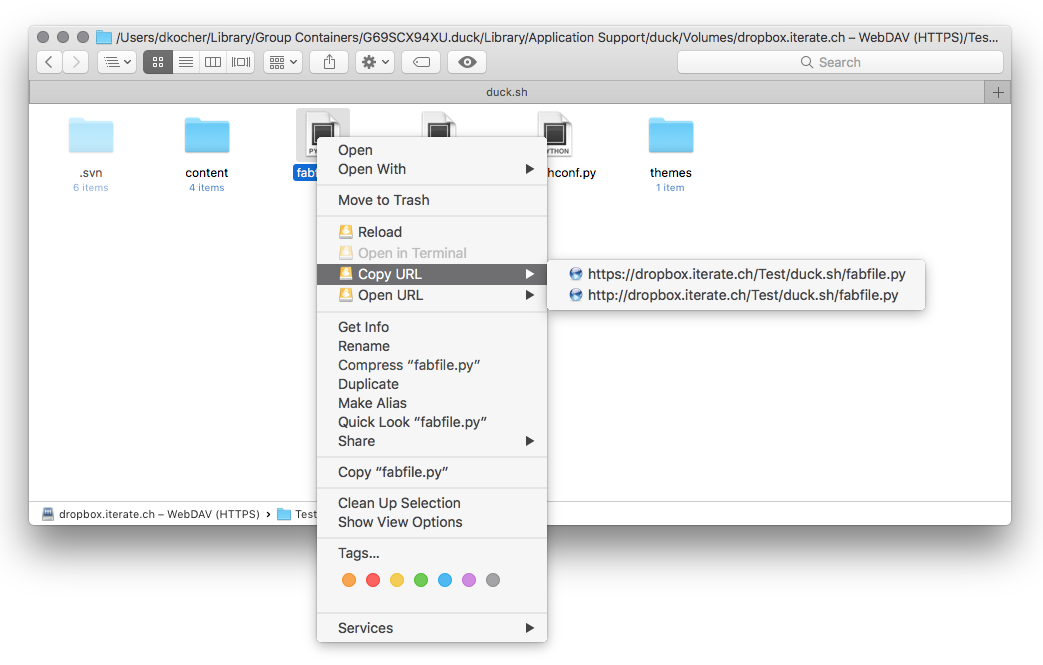 /Users/dkocher/Library/Group Containers/G69SCX94XU.duck/Library/Application Support/duck/Volumes/dropbox.iterate.ch – WebDAV (HTTPS)/Tes...
Search
duck.sh
PYTHON
.svn
content
fabf
hconf.py
themes
6 items
4 items
1 item
Open
Open With
Move to Trash
Reload
Open in Terminal
Copy URL
Open URL
https://dropbox.iterate.ch/Test/duck.sh/fabfile.py
http://dropbox.iterate.ch/Test/duck.sh/fabfile.py
Get Info
Rename
Compress “fabfile.py”
Duplicate
Make Alias
Quick Look “fabfile.py”
Share
Copy “fabfile.py”
Clean Up Selection
Show View Options
Tags...
Services
dropbox.iterate.ch – WebDAV (HTTPS) › Test